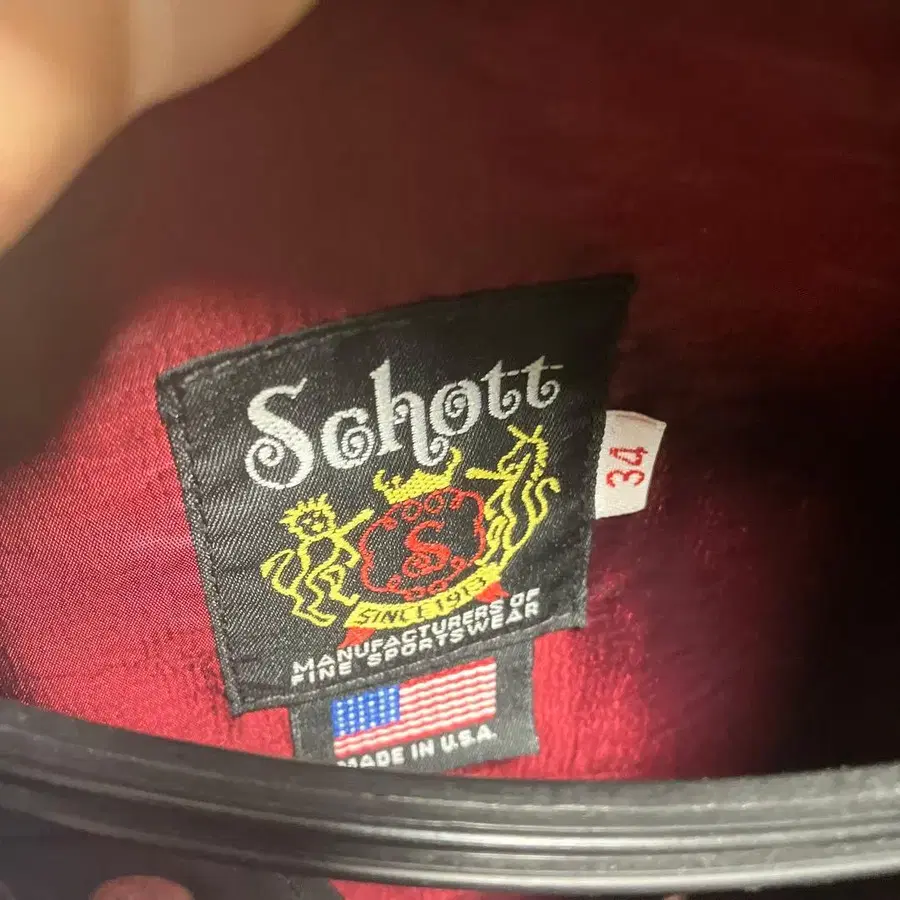 Schott
34
S
SINCE 1913
MANUFACTURERS OF
FINE SPORTSWEAR
MADE IN U.S.A.